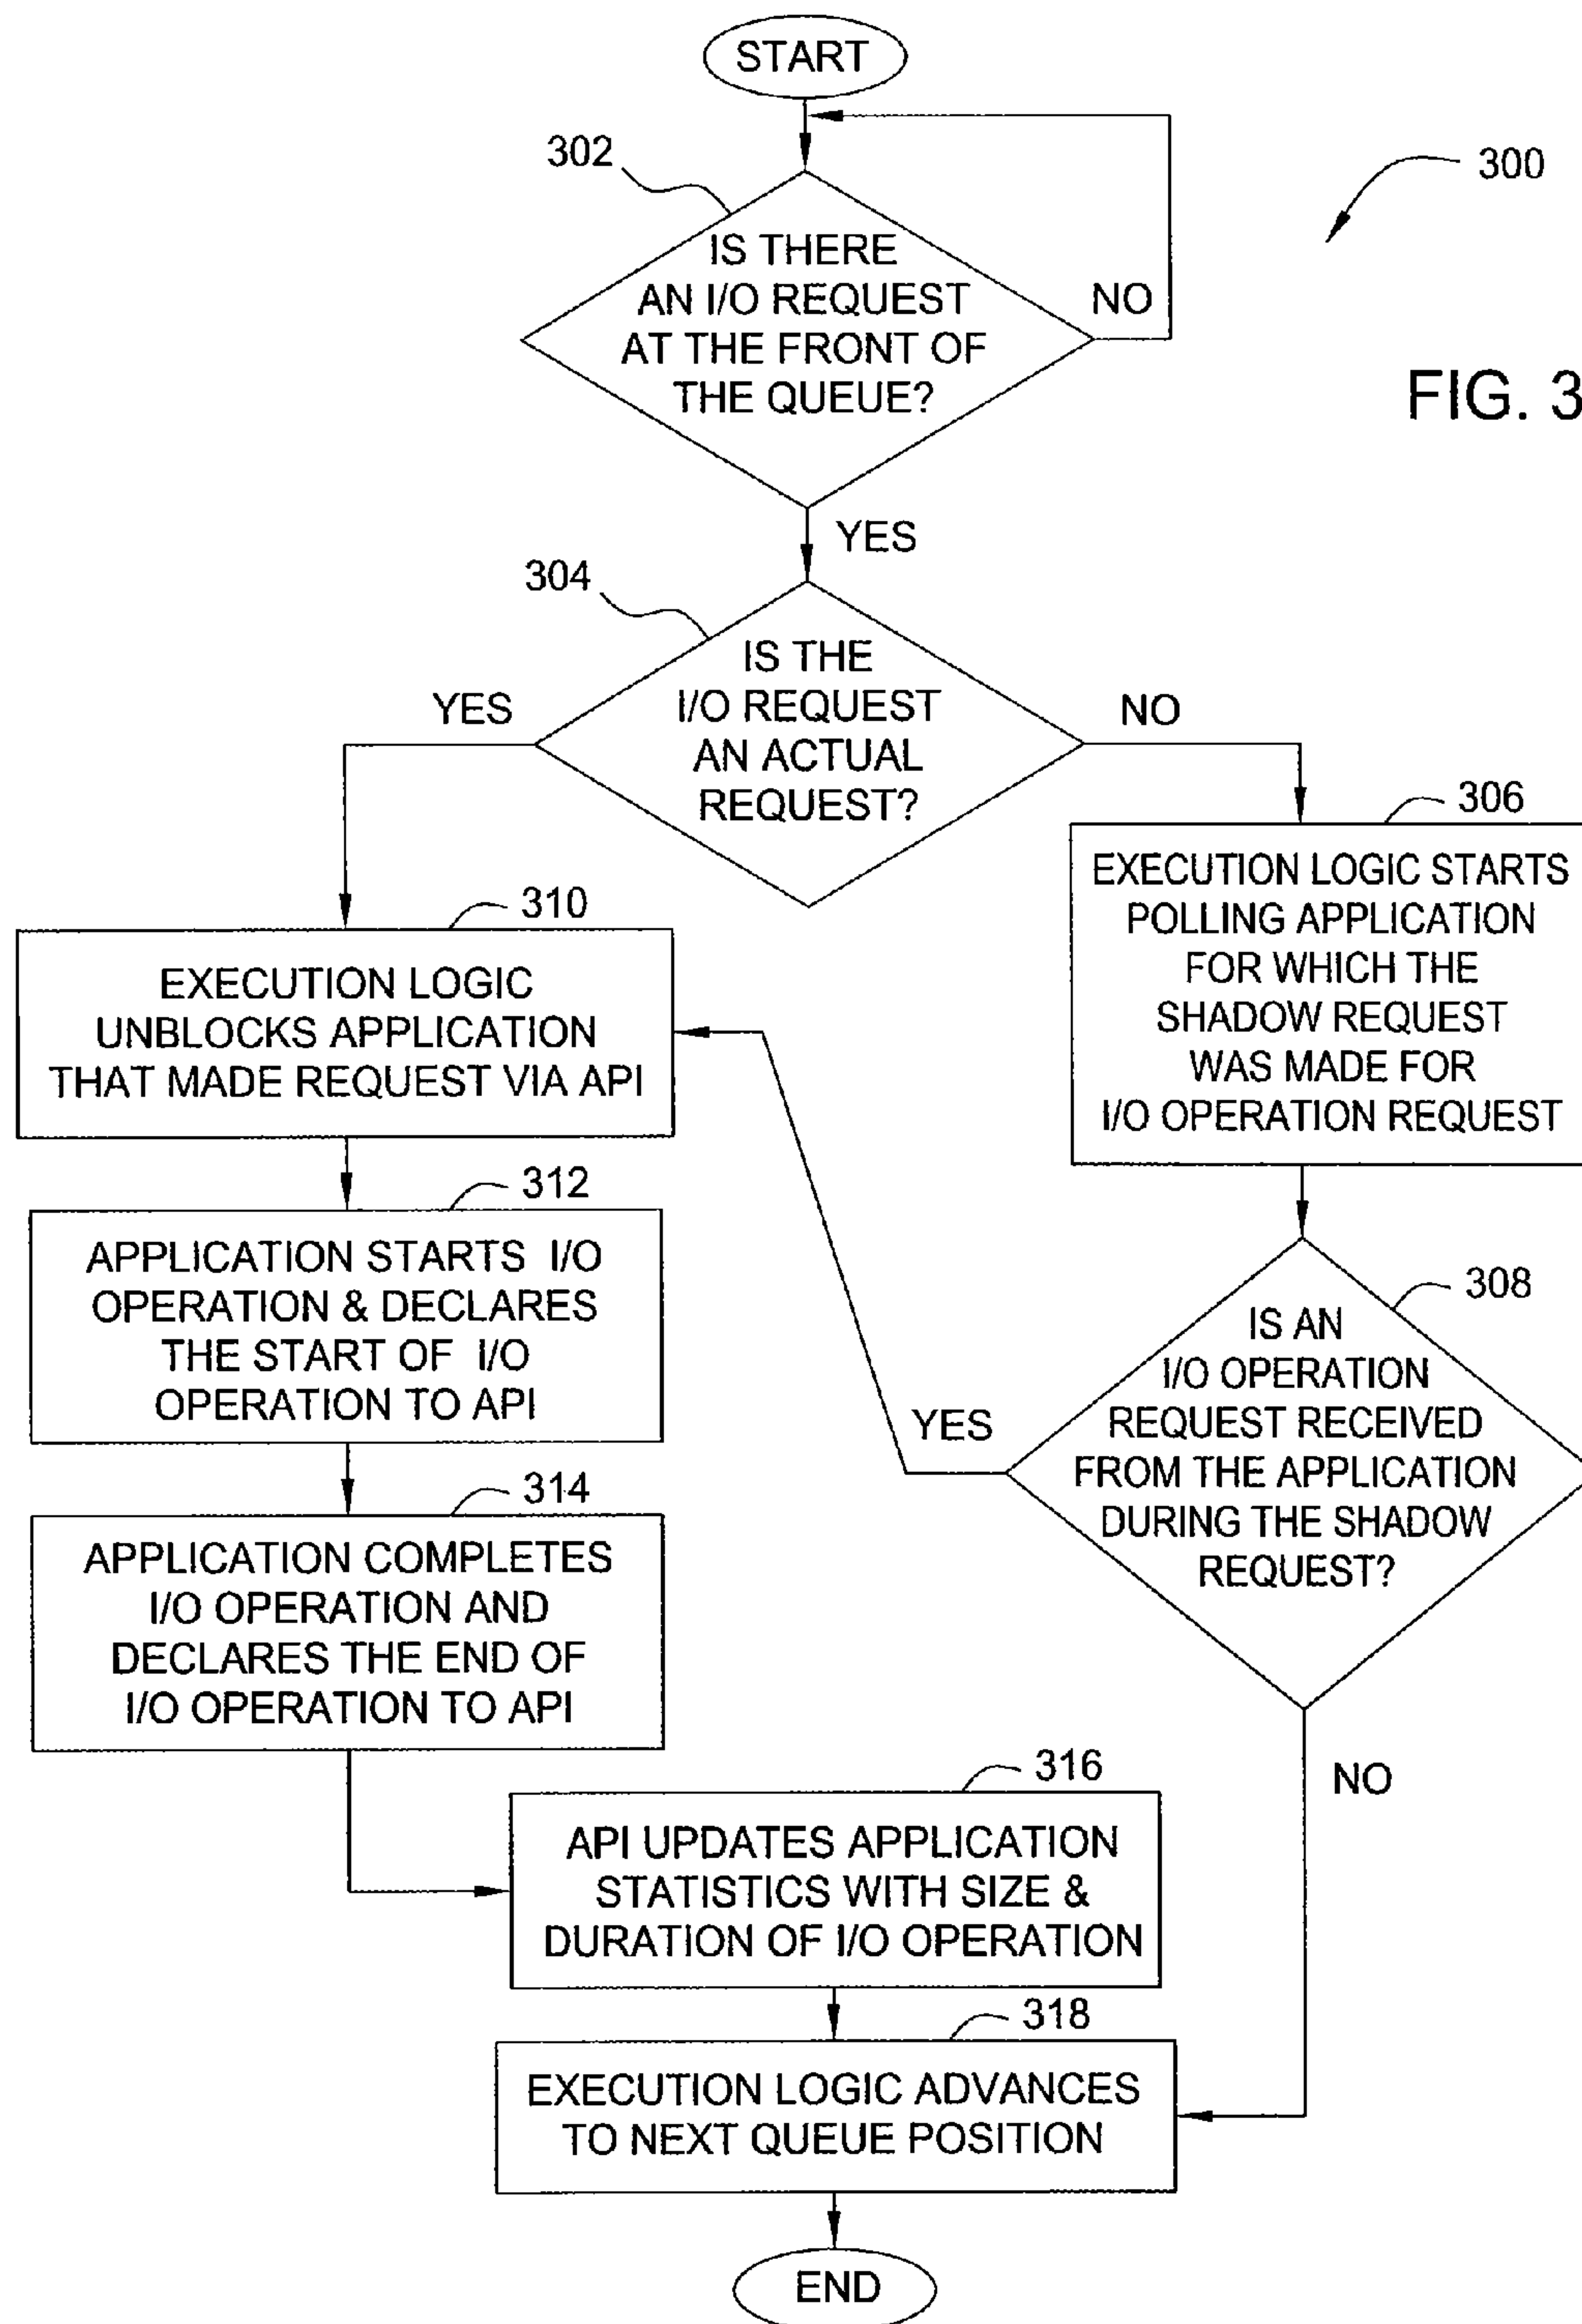 START
302
300
IS THERE
AN I/O REQUEST
AT THE FRONT OF
THE QUEUE?
NO
FIG. 3
YES
304
IS THE
I/O REQUEST
AN ACTUAL
REQUEST?
YES
NO
306
EXECUTION LOGIC STARTS
POLLING APPLICATION
FOR WHICH THE
SHADOW REQUEST
WAS MADE FOR
I/O OPERATION REQUEST
310
EXECUTION LOGIC
UNBLOCKS APPLICATION
THAT MADE REQUEST VIA API
312
APPLICATION STARTS I/O
OPERATION & DECLARES
THE START OF I/O
OPERATION TO API
308
IS AN
I/O OPERATION
REQUEST RECEIVED
FROM THE APPLICATION
DURING THE SHADOW
REQUEST?
YES
NO
314
APPLICATION COMPLETES
I/O OPERATION AND
DECLARES THE END OF
I/O OPERATION TO API
316
API UPDATES APPLICATION
STATISTICS WITH SIZE &
DURATION OF I/O OPERATION
318
EXECUTION LOGIC ADVANCES
TO NEXT QUEUE POSITION
END